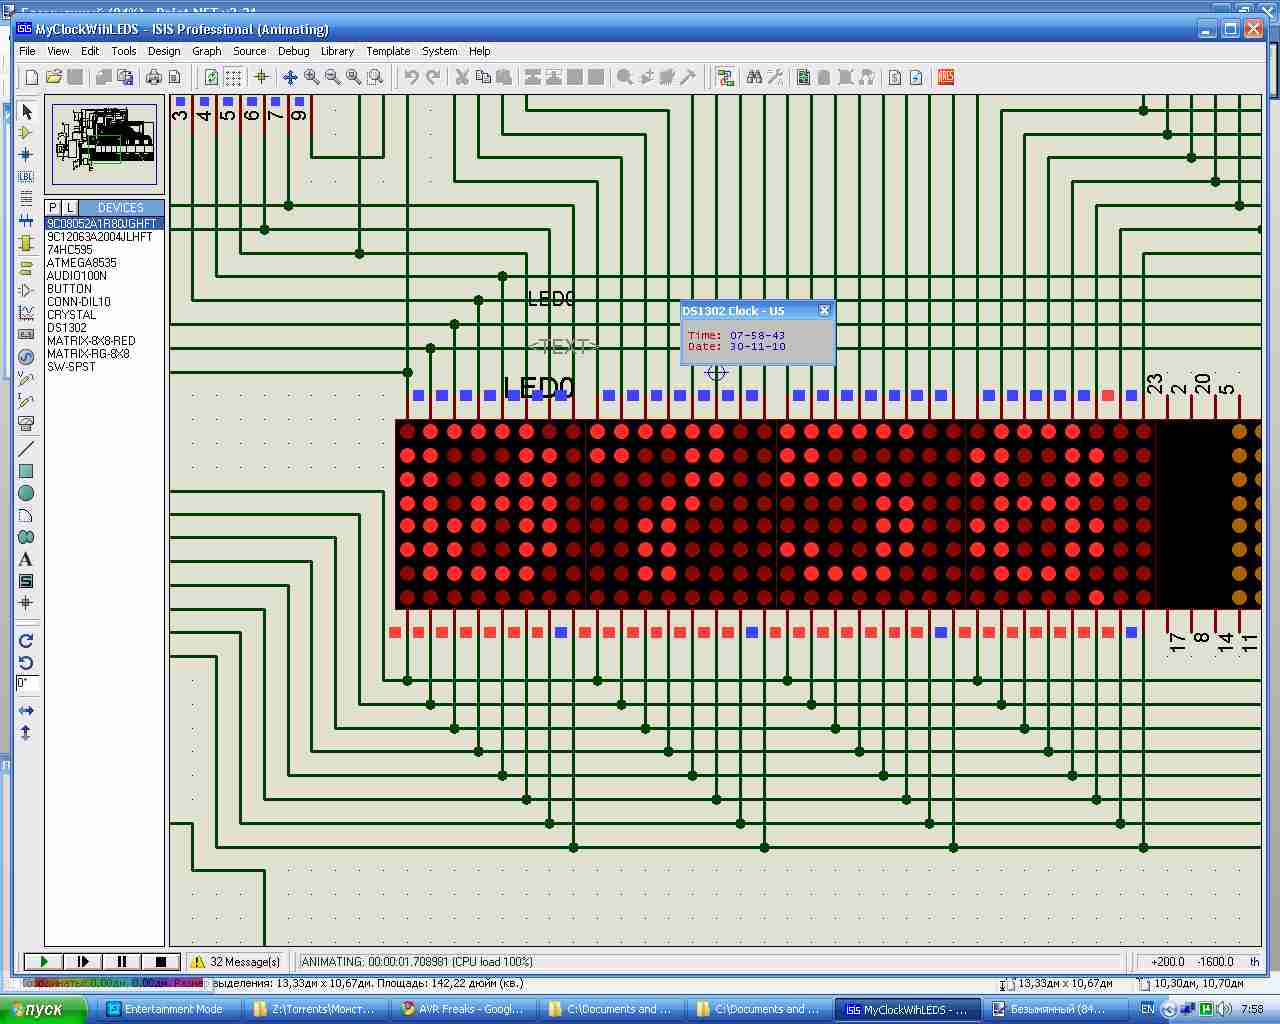 MyClockWihLEDS - ISIS Professional (Animating)
File View Edit Tools Design Graph Source Debug Library Template System Help
ARES
3 4 5 6 7 9
LBL
P L DEVICES
9C08052A1R80JGHFT
9C12063A2004JLHFT
74HC595
ATMEGA8535
AUDIO100N
BUTTON
CONN-DIL10
CRYSTAL
DS1302
MATRIX-8X8-RED
MATRIX-RG-8X8
SW-SPST
LED0
<TEXT>
LED0
DS1302 Clock - U5
Time: 07-58-43
Date: 30-11-10
23 2 20 5
17 8 14 11
A
S
0°
32 Message(s)
ANIMATING: 00:00:01.708981 (CPU load 100%)
+200.0 -1600.0 th
выделения: 13,33дм x 10,67дм. Площадь: 142,22 дюйм (кв.)
13,33дм x 10,67дм
10,30дм, 10,70дм
пуск
Entertainment Mode
Z:\Torrents\Монст...
AVR Freaks - Googl...
C:\Documents and ...
C:\Documents and ...
MyClockWihLEDS - ...
Безымянный (84%...
EN
7:58